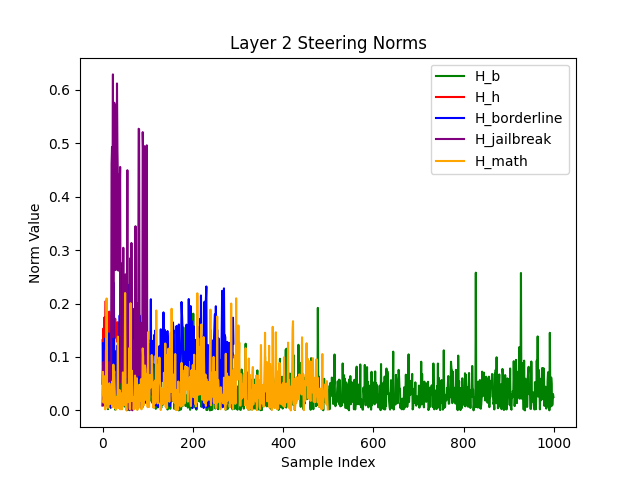 Layer 2 Steering Norms
Norm Value
0.6
0.5
0.4
0.3
0.2
0.1
0.0
H_b
H_h
H_borderline
H_jailbreak
H_math
0 200 400 600 800 1000
Sample Index